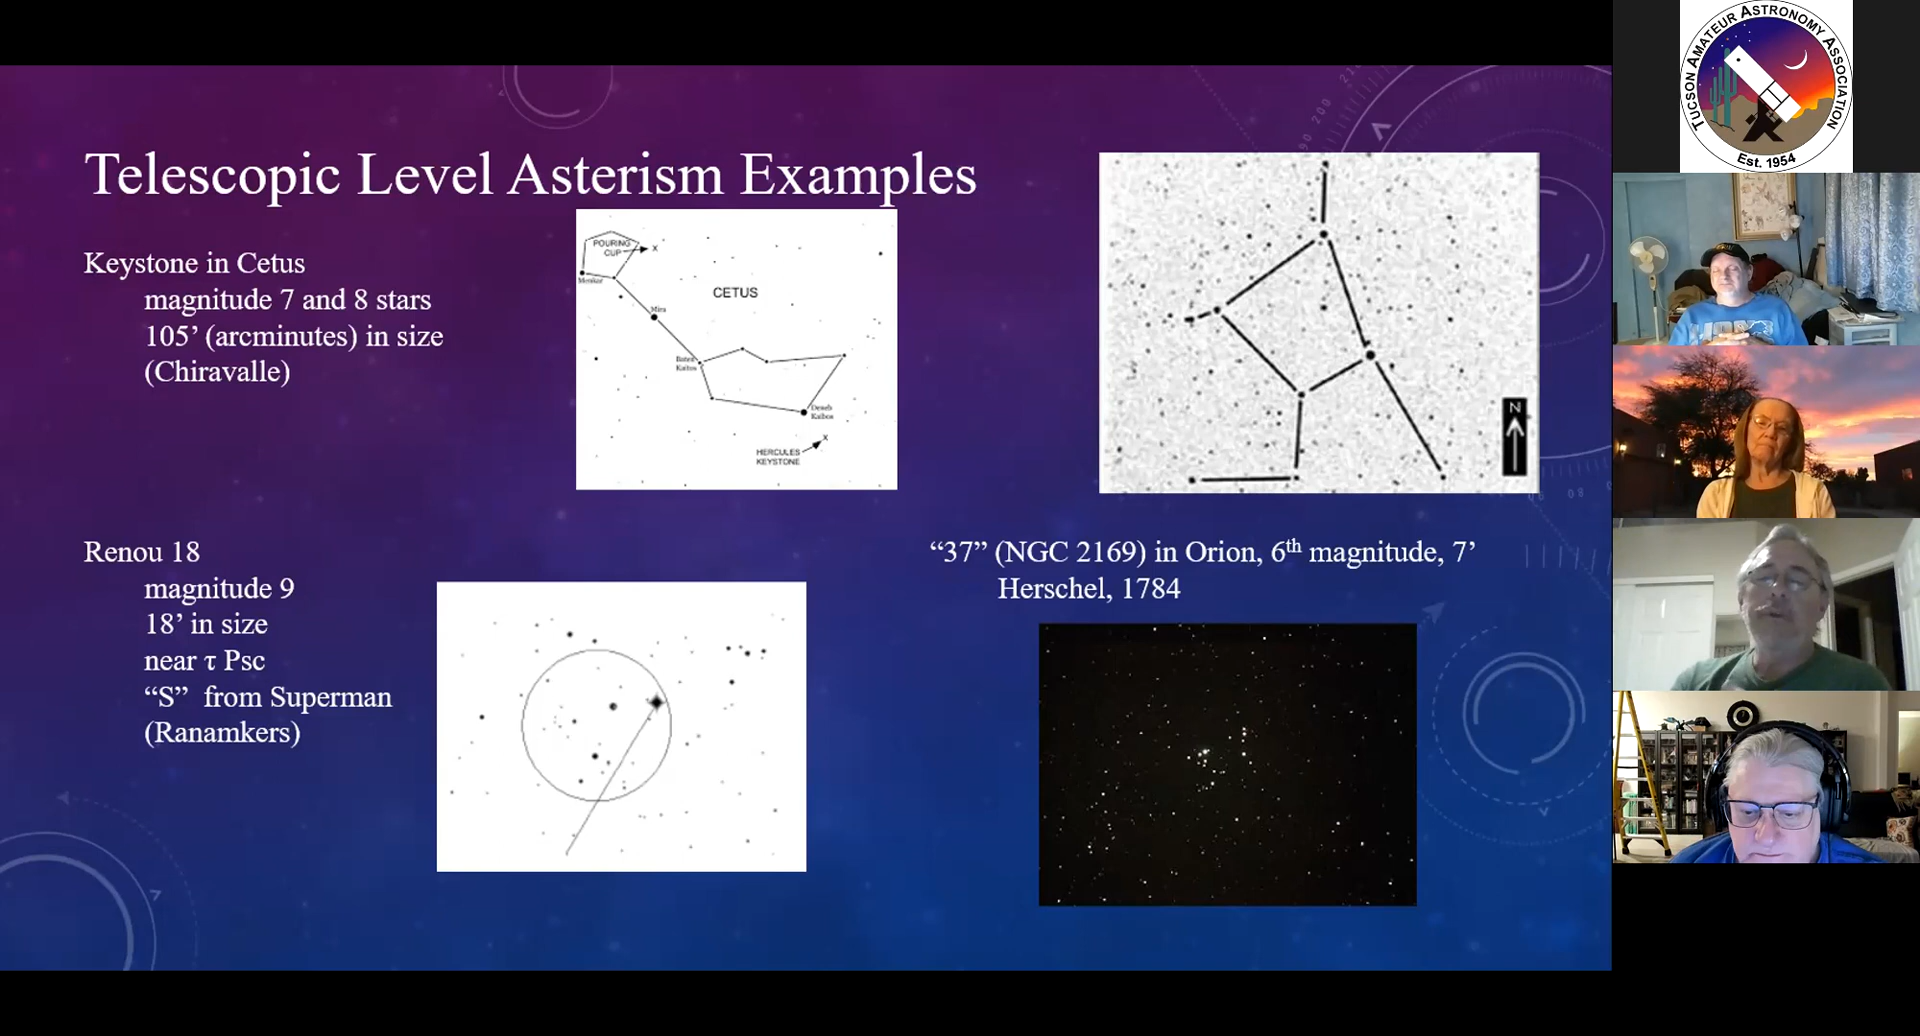 Telescopic Level Asterism Examples
Keystone in Cetus
magnitude 7 and 8 stars
105’ (arcminutes) in size
(Chiravalle)
POURING
CUP
X
Menkar
CETUS
Mira
Baten
Kaitos
Deneb
Kaitos
X
HERCULES
KEYSTONE
N
Renou 18
magnitude 9
18’ in size
near τ Psc
“S” from Superman
(Ranamkers)
“37” (NGC 2169) in Orion, 6th magnitude, 7’
Herschel, 1784
TUCSON AMATEUR ASTRONOMY ASSOCIATION
Est. 1954